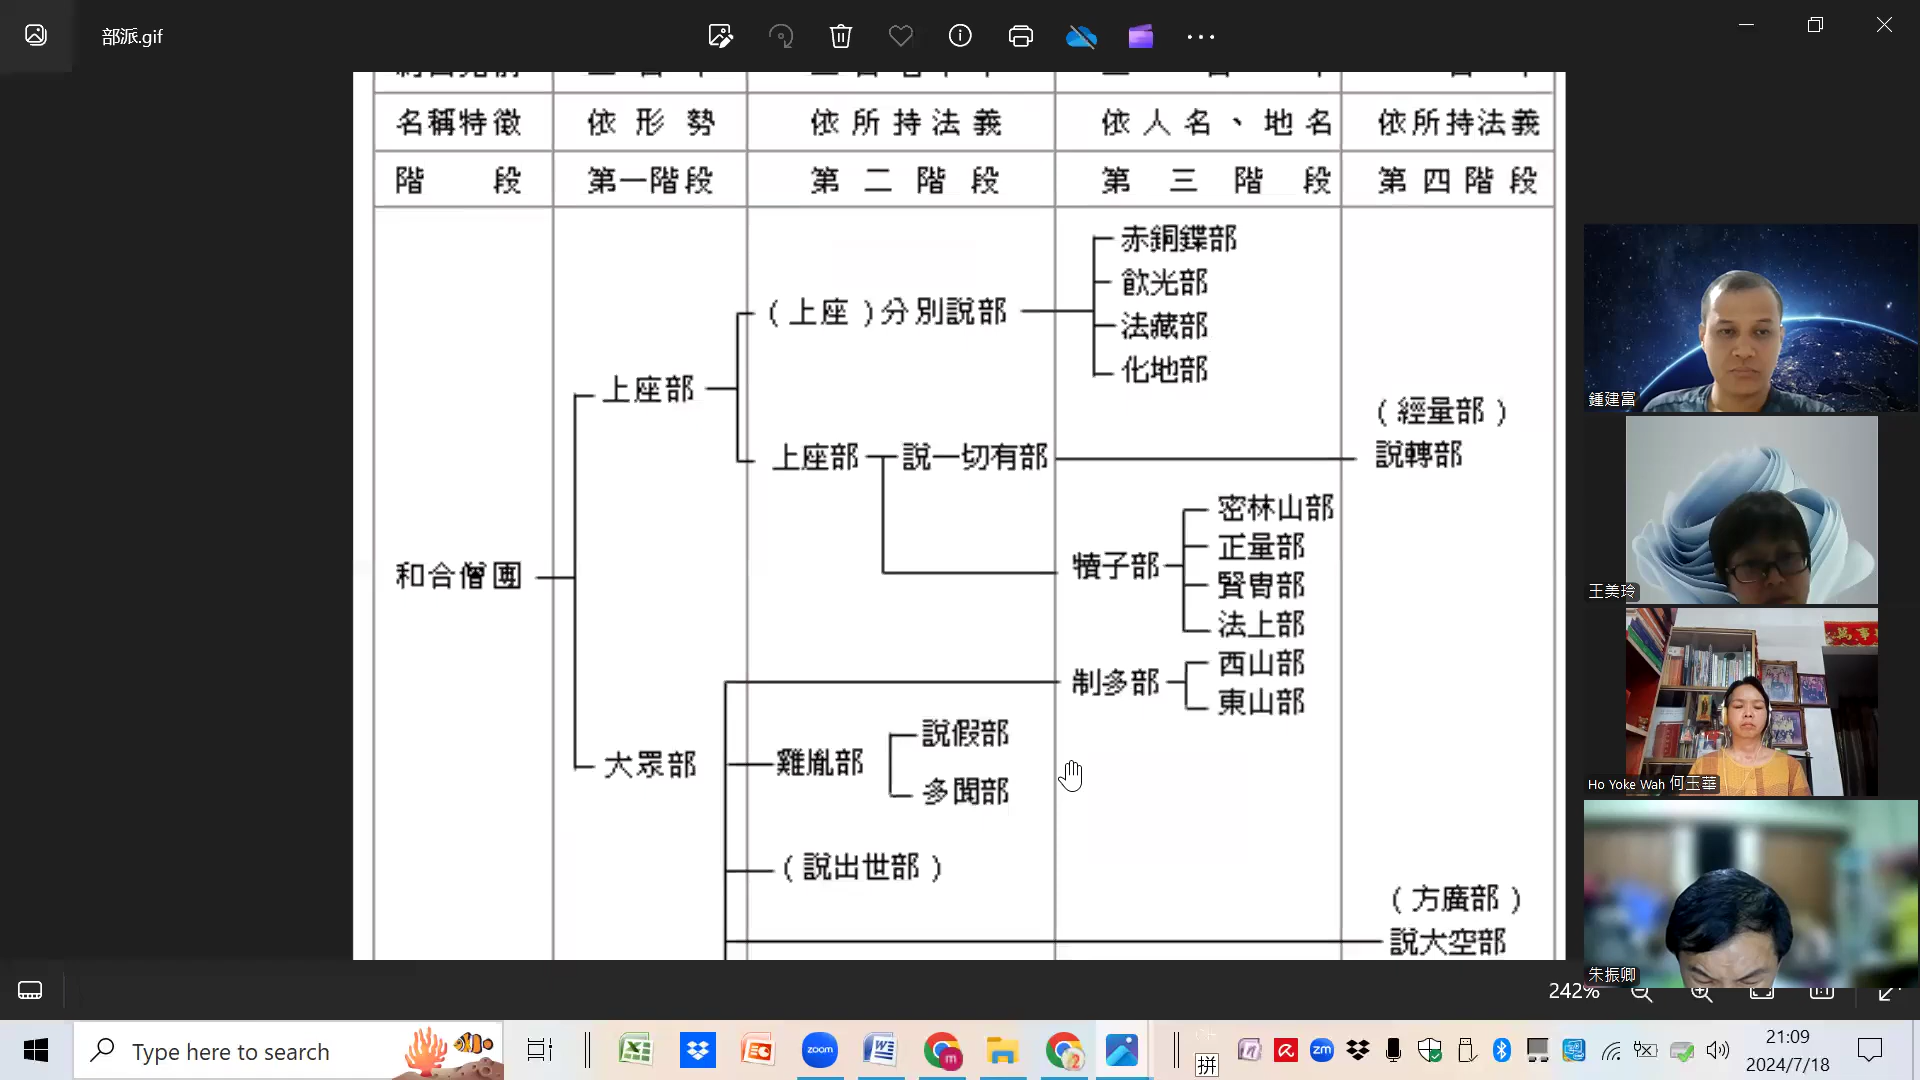 部派.gif
名稱特徵 依形勢 依所持法義 依人名、地名 依所持法義
階段 第一階段 第二階段 第三階段 第四階段
赤銅鍱部
飲光部
(上座)分別說部
法藏部
化地部
上座部
(經量部)
上座部 說一切有部 說轉部
密林山部
正量部
犢子部
和合僧團
賢冑部
法上部
西山部
制多部
東山部
說假部
大眾部 雞胤部
多聞部
(說出世部)
(方廣部)
說大空部
鍾建富
王美玲
Ho Yoke Wah 何玉華
朱振卿
242%
Type here to search
zoom
zm
拼
21:09
2024/7/18